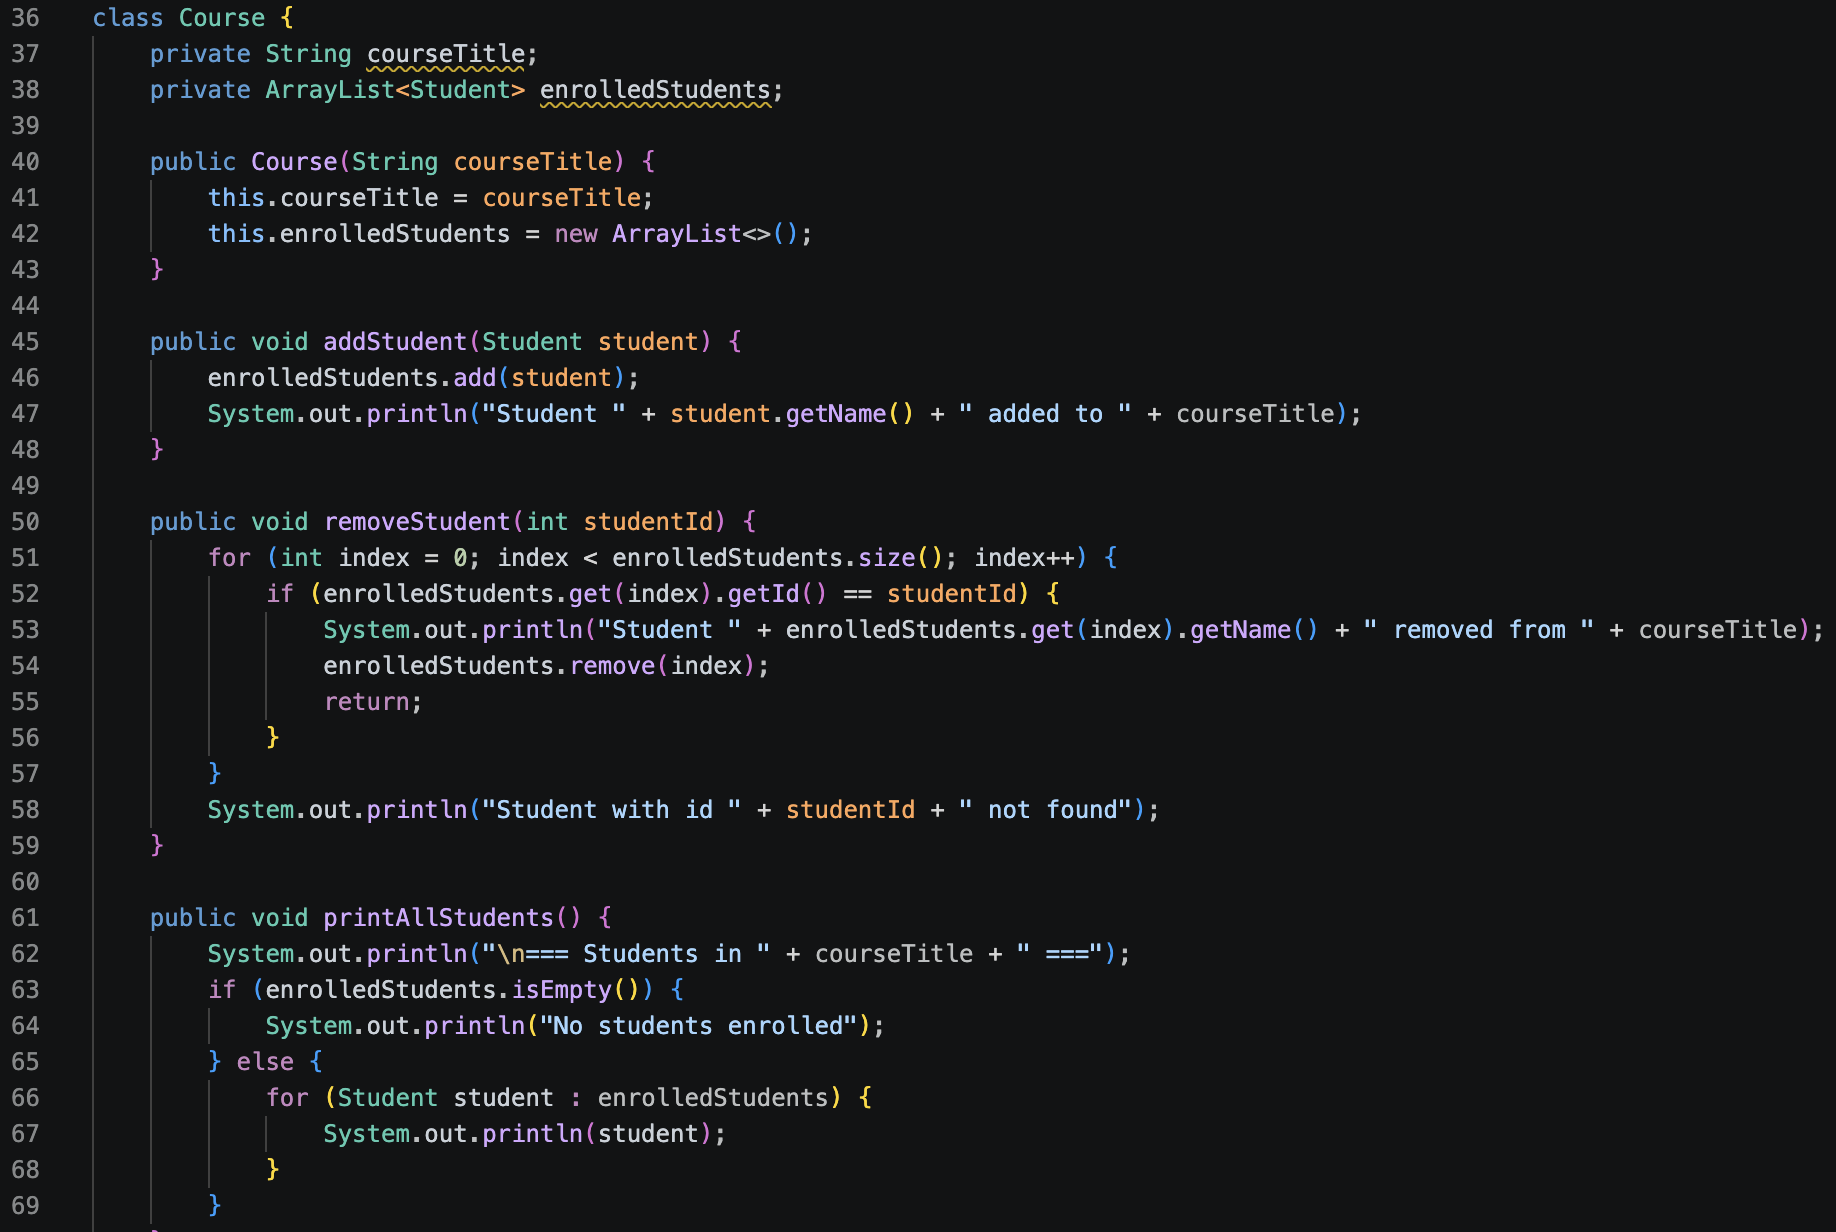 36 class Course {
37 private String courseTitle;
38 private ArrayList<Student> enrolledStudents;
39
40 public Course(String courseTitle) {
41 this.courseTitle = courseTitle;
42 this.enrolledStudents = new ArrayList<>();
43 }
44
45 public void addStudent(Student student) {
46 enrolledStudents.add(student);
47 System.out.println("Student " + student.getName() + " added to " + courseTitle);
48 }
49
50 public void removeStudent(int studentId) {
51 for (int index = 0; index < enrolledStudents.size(); index++) {
52 if (enrolledStudents.get(index).getId() == studentId) {
53 System.out.println("Student " + enrolledStudents.get(index).getName() + " removed from " + courseTitle);
54 enrolledStudents.remove(index);
55 return;
56 }
57 }
58 System.out.println("Student with id " + studentId + " not found");
59 }
60
61 public void printAllStudents() {
62 System.out.println("\n=== Students in " + courseTitle + " ===");
63 if (enrolledStudents.isEmpty()) {
64 System.out.println("No students enrolled");
65 } else {
66 for (Student student : enrolledStudents) {
67 System.out.println(student);
68 }
69 }